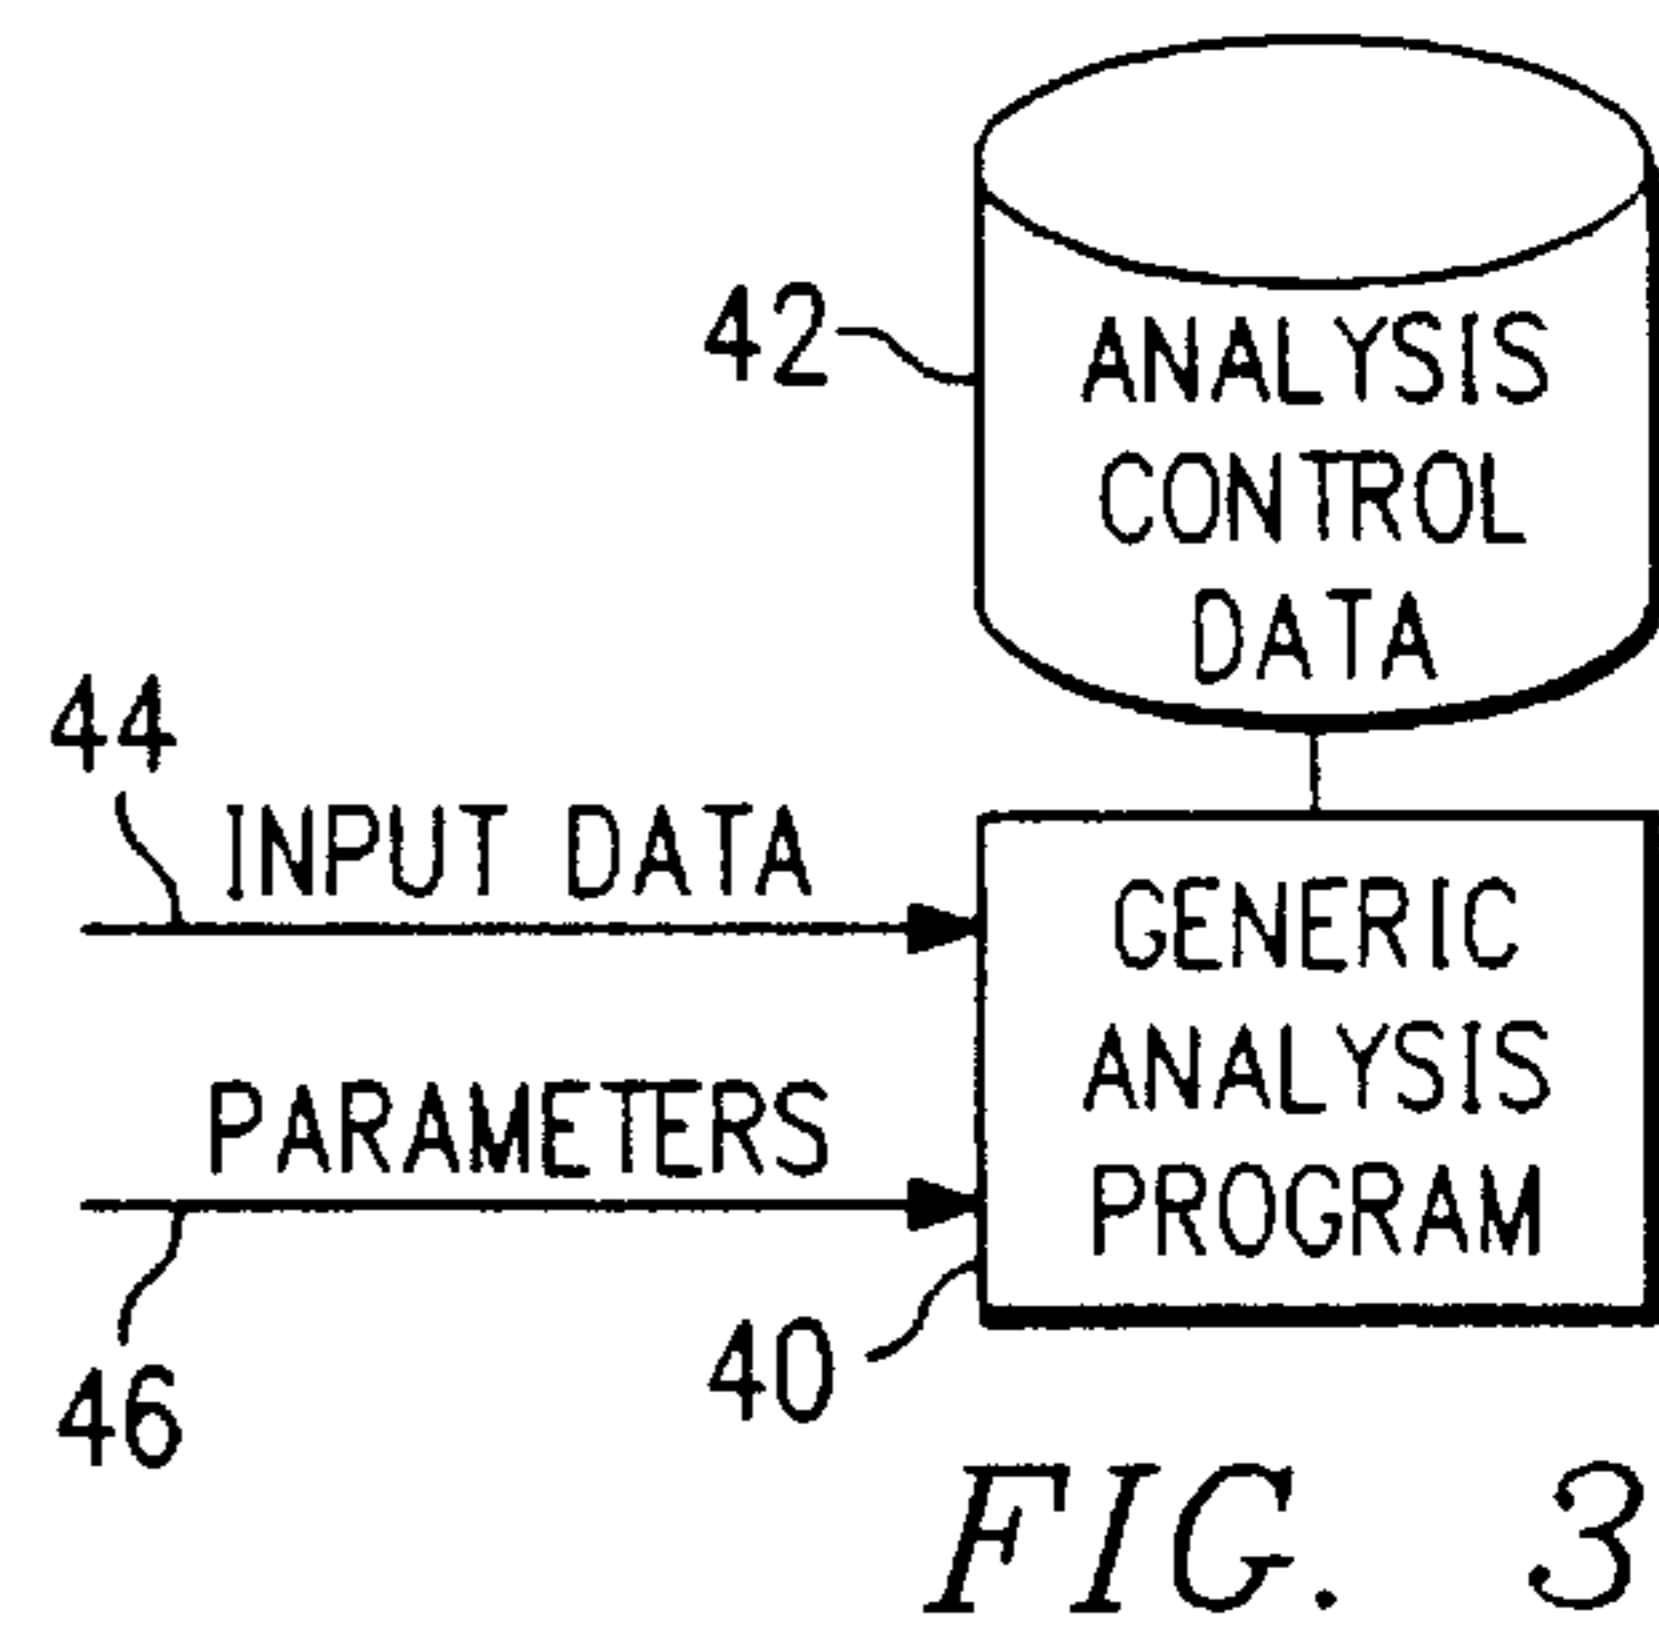 42
ANALYSIS
CONTROL
DATA
44
INPUT DATA
GENERIC
ANALYSIS
PROGRAM
PARAMETERS
46
40
FIG. 3